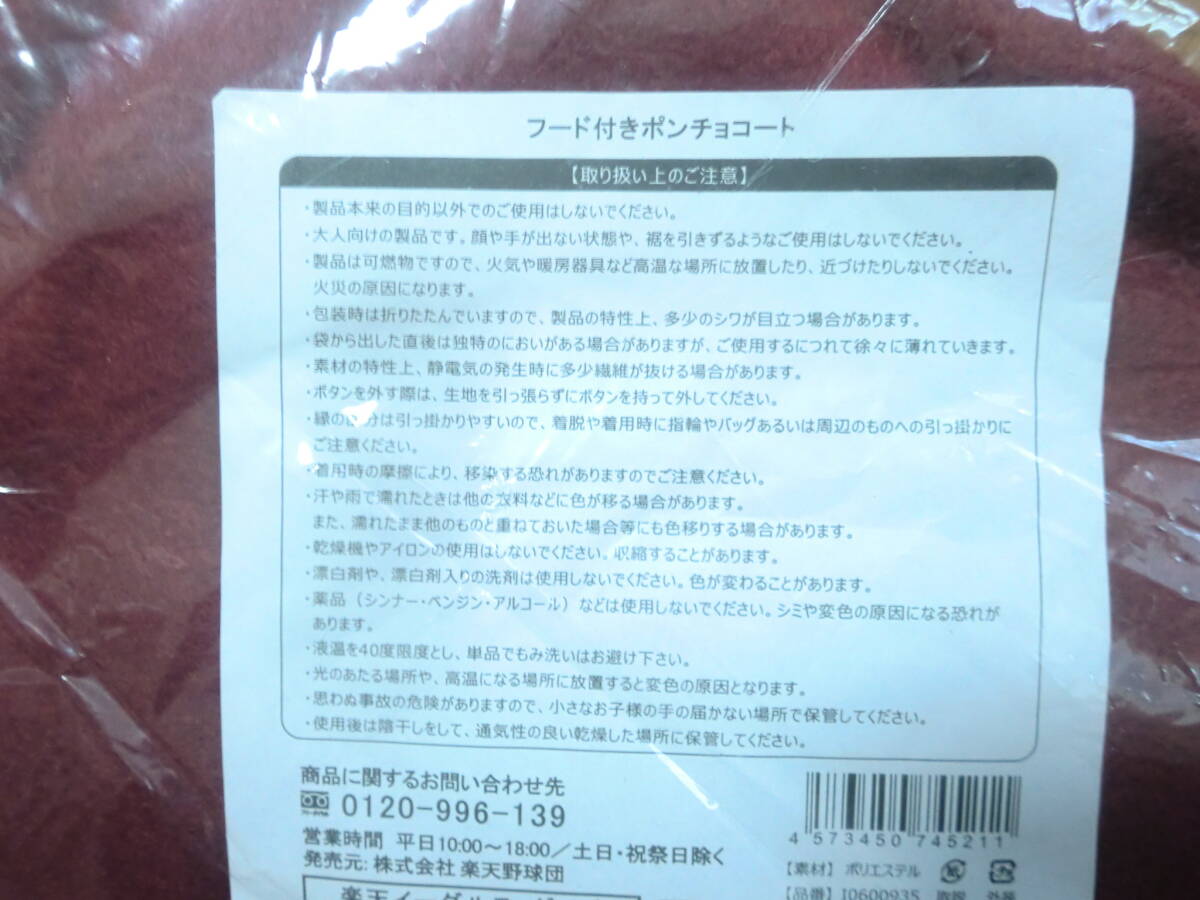 フード付きポンチョコート
【取り扱い上のご注意】
・製品本来の目的以外でのご使用はしないでください。
・大人向けの製品です。顔や手が出ない状態や、裾を引きずるようなご使用はしないでください。
・製品は可燃物ですので、火気や暖房器具など高温な場所に放置したり、近づけたりしないでください。
火災の原因になります。
・包装時は折りたたんでいますので、製品の特性上、多少のシワが目立つ場合があります。
・袋から出した直後は独特のにおいがある場合がありますが、ご使用するにつれて徐々に薄れていきます。
・素材の特性上、静電気の発生時に多少繊維が抜ける場合があります。
・ボタンを外す際は、生地を引っ張らずにボタンを持って外してください。
・縁の 分は引っ掛かりやすいので、着脱や着用時に指輪やバッグあるいは周辺のものへの引っ掛かりに
ご注意ください。
・着用時の摩擦により、移染する恐れがありますのでご注意ください。
・汗や雨で濡れたときは他の衣料などに色が移る場合があります。
また、濡れたまま他のものと重ねておいた場合等にも色移りする場合があります。
・乾燥機やアイロンの使用はしないでください。収縮することがあります。
・漂白剤や、漂白剤入りの洗剤は使用しないでください。色が変わることがあります。
・薬品（シンナー・ベンジン・アルコール）などは使用しないでください。シミや変色の原因になる恐れが
あります。
・液温を40度限度とし、単品でもみ洗いはお避け下さい。
・光のあたる場所や、高温になる場所に放置すると変色の原因となります。
・思わぬ事故の危険がありますので、小さなお子様の手の届かない場所で保管してください。
・使用後は陰干しをして、通気性の良い乾燥した場所に保管してください。
商品に関するお問い合わせ先
0120-996-139
営業時間 平日10:00～18:00／土日・祝祭日除く
発売元: 株式会社 楽天野球団
4 573450 745211
【素材】 ポリエステル
【品番】 J0600935